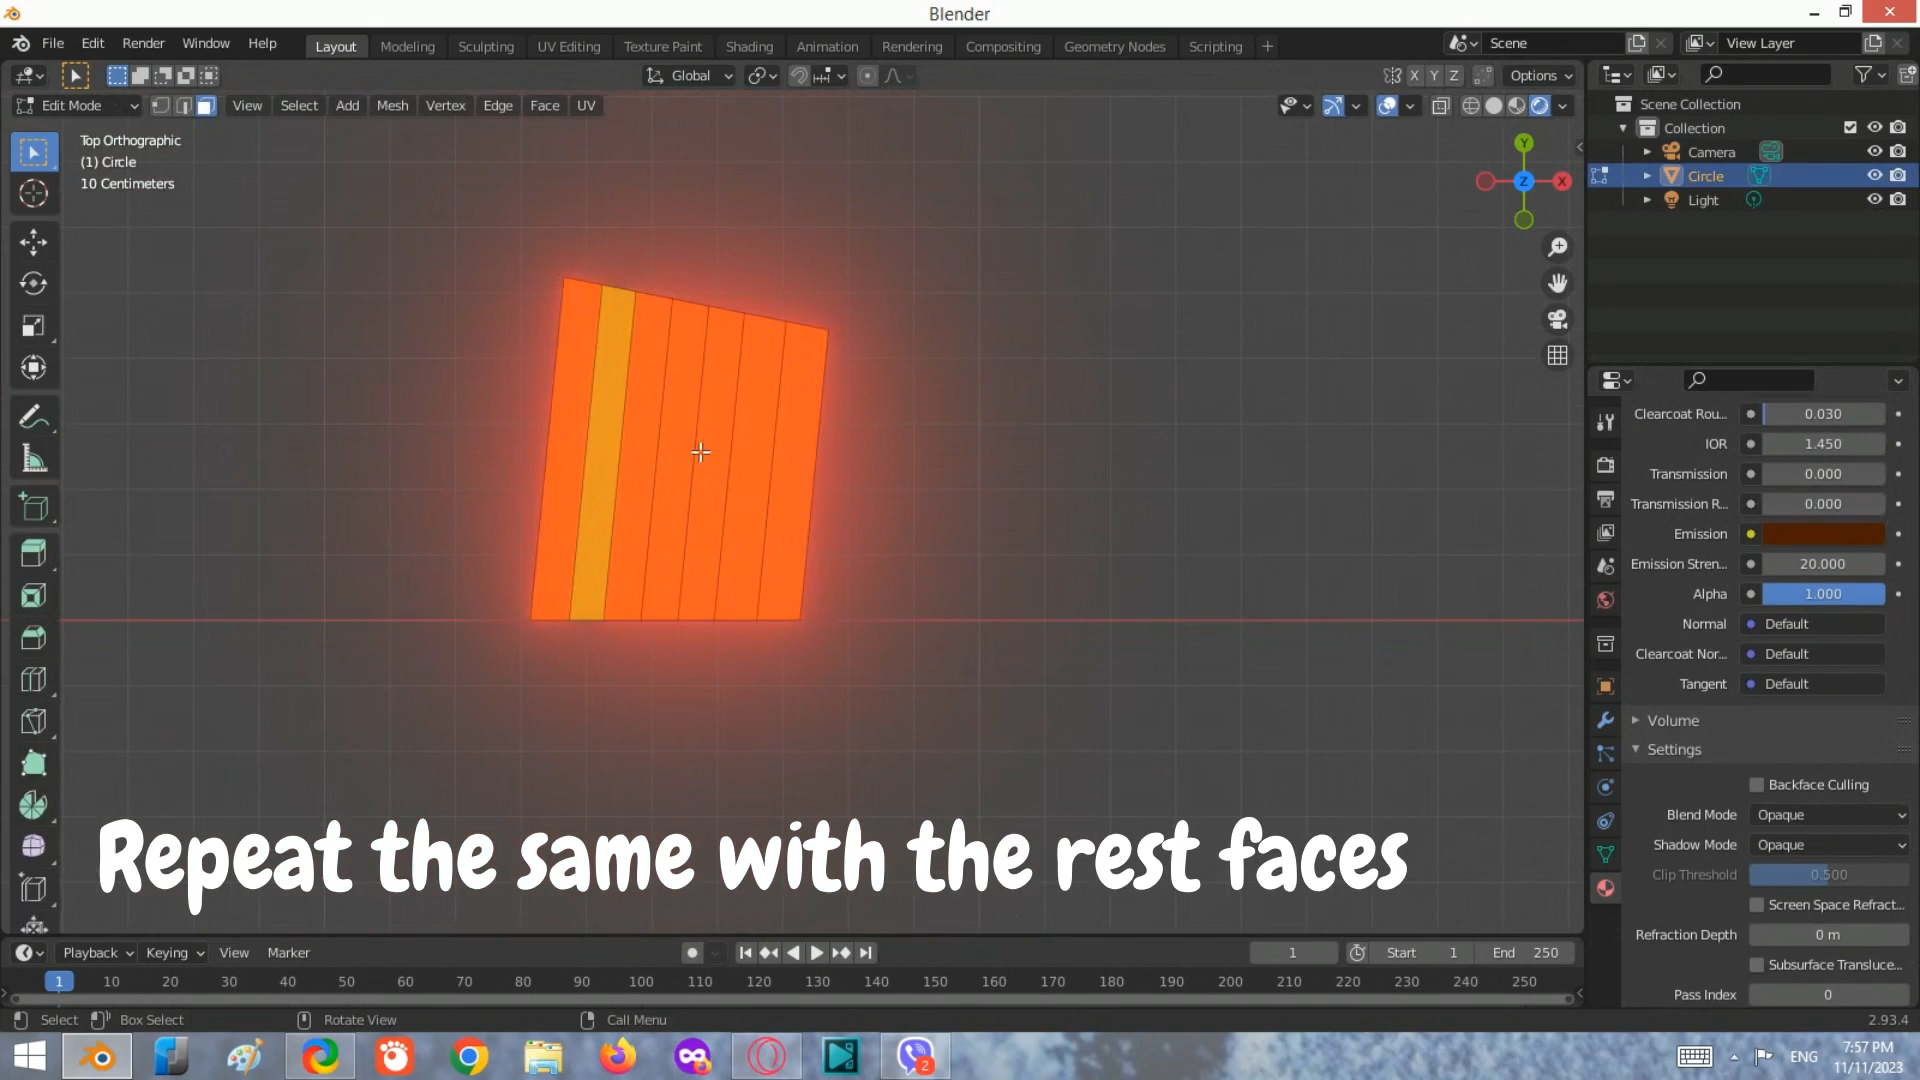 Blender
File Edit Render Window Help Layout Modeling Sculpting UV Editing Texture Paint Shading Animation Rendering Compositing Geometry Nodes Scripting + Scene View Layer
Global X Y Z Options
Edit Mode View Select Add Mesh Vertex Edge Face UV
Top Orthographic
(1) Circle
10 Centimeters
Y
Z
X
Scene Collection
Collection
Camera
Circle
Light
Clearcoat Rou... 0.030
IOR 1.450
Transmission 0.000
Transmission R... 0.000
Emission
Emission Stren... 20.000
Alpha 1.000
Normal Default
Clearcoat Nor... Default
Tangent Default
Volume
Settings
Backface Culling
Blend Mode Opaque
Shadow Mode Opaque
Clip Threshold 0.500
Screen Space Refract...
Refraction Depth 0 m
Subsurface Transluce...
Pass Index 0
Repeat the same with the rest faces
Playback Keying View Marker 1 Start 1 End 250
1 10 20 30 40 50 60 70 80 90 100 110 120 130 140 150 160 170 180 190 200 210 220 230 240 250
Select Box Select Rotate View Call Menu 2.93.4
2
ENG
7:57 PM
11/11/2023